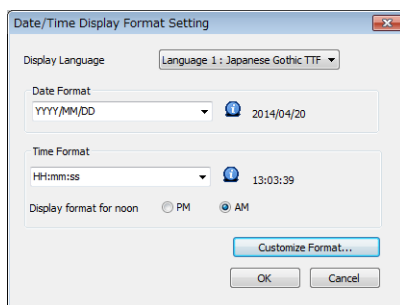 Date/Time Display Format Setting
Display Language
Language 1 : Japanese Gothic TTF
Date Format
YYYY/MM/DD
2014/04/20
Time Format
HH:mm:ss
13:03:39
Display format for noon
PM
AM
Customize Format...
OK
Cancel